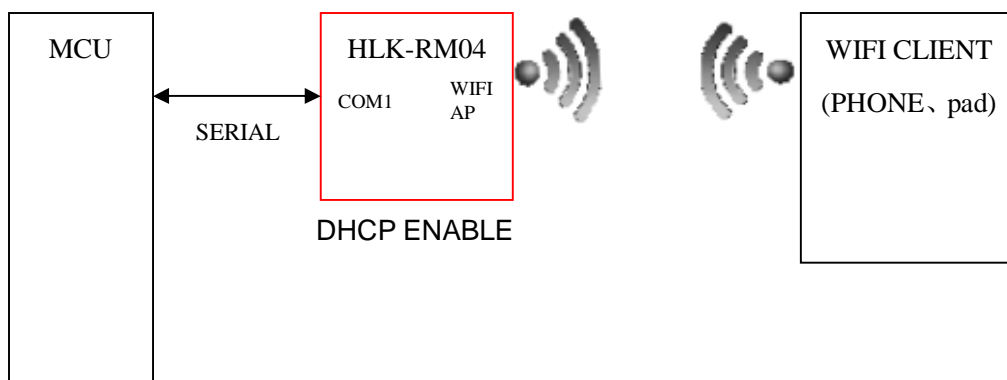 MCU
SERIAL
HLK-RM04
COM1
WIFI
AP
DHCP ENABLE
WIFI CLIENT
(PHONE、pad)